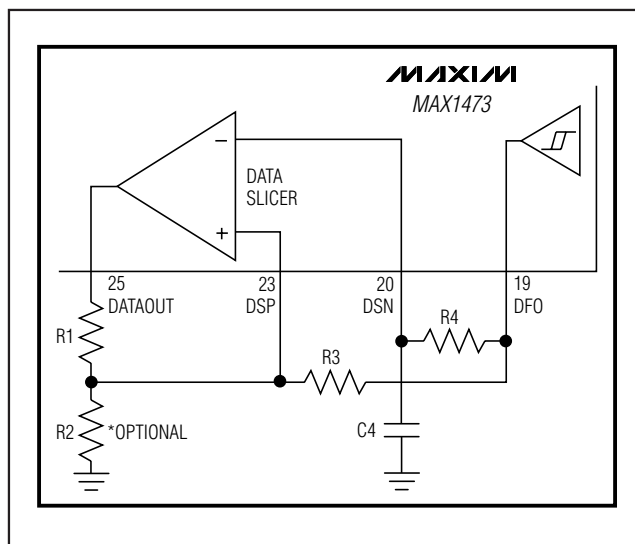 MAXIM
MAX1473
−
DATA
SLICER
+
25
DATAOUT
23
DSP
20
DSN
19
DFO
R1
R3
R4
R2
*OPTIONAL
C4